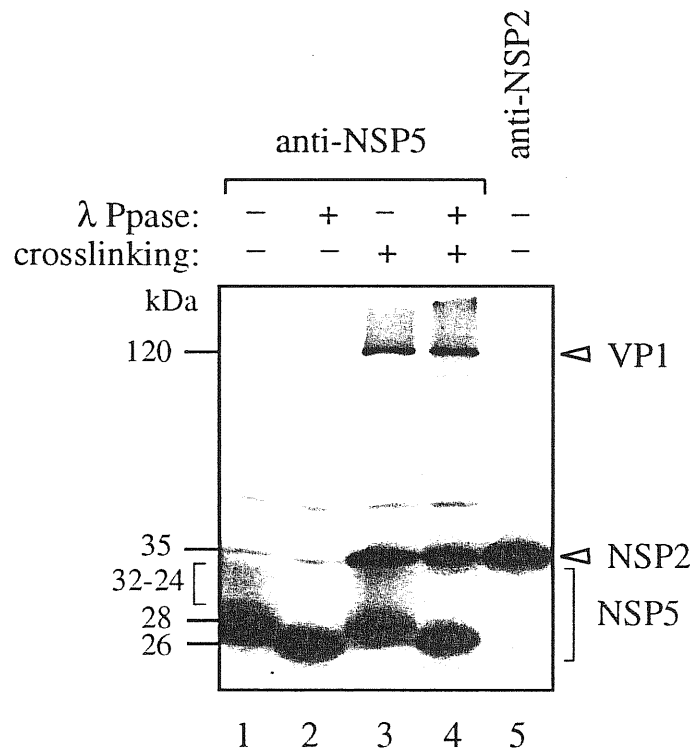 anti-NSP2
anti-NSP5
λ Ppase: − + − + −
crosslinking: − − + + −
kDa
120
VP1
35
NSP2
32-24
NSP5
28
26
1 2 3 4 5